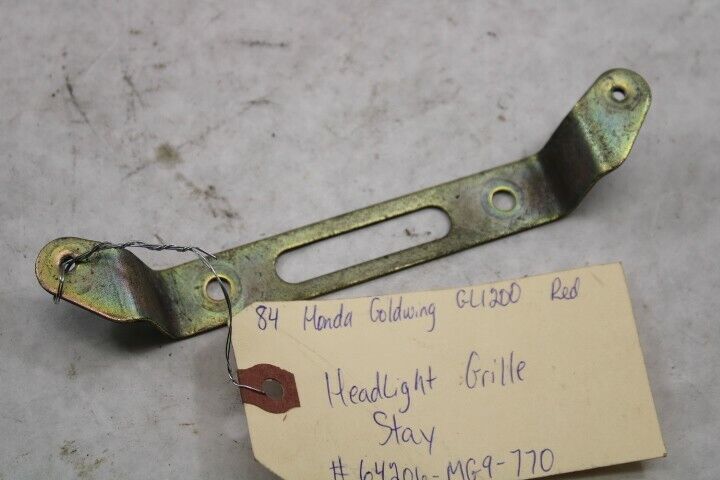 84 Honda Goldwing GL1200 Red
Headlight Grille
Stay
#64206-MG9-770